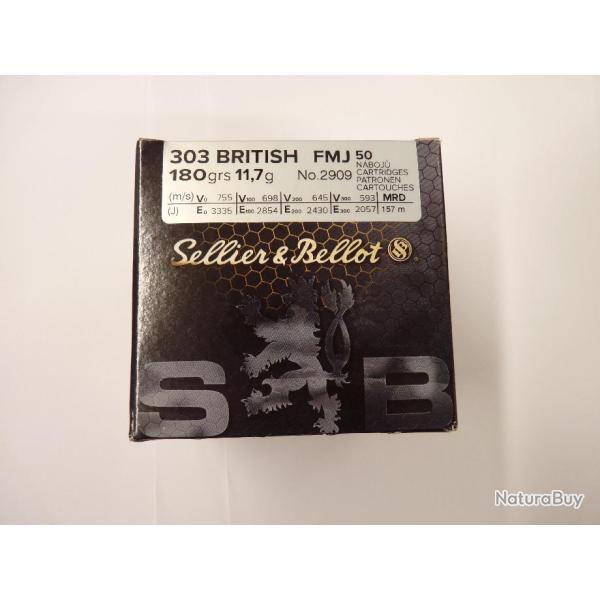 303 BRITISH FMJ 50
NÁBOJŮ
180grs 11,7g No.2909 CARTRIDGES
PATRONEN
CARTOUCHES
(m/s) V0 755 V100 698 V200 645 V300 593 MRD
(J) E0 3335 E100 2854 E200 2430 E300 2057 157 m
Sellier & Bellot
S B
NaturaBuy